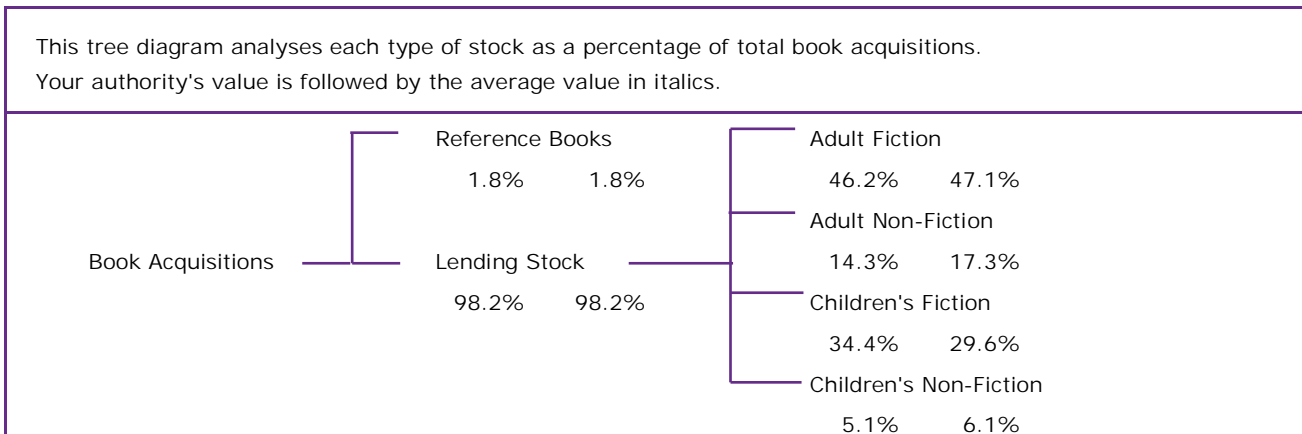 This tree diagram analyses each type of stock as a percentage of total book acquisitions.
Your authority's value is followed by the average value in italics.
Reference Books
1.8% 1.8%
Book Acquisitions
Lending Stock
98.2% 98.2%
Adult Fiction
46.2% 47.1%
Adult Non-Fiction
14.3% 17.3%
Children's Fiction
34.4% 29.6%
Children's Non-Fiction
5.1% 6.1%